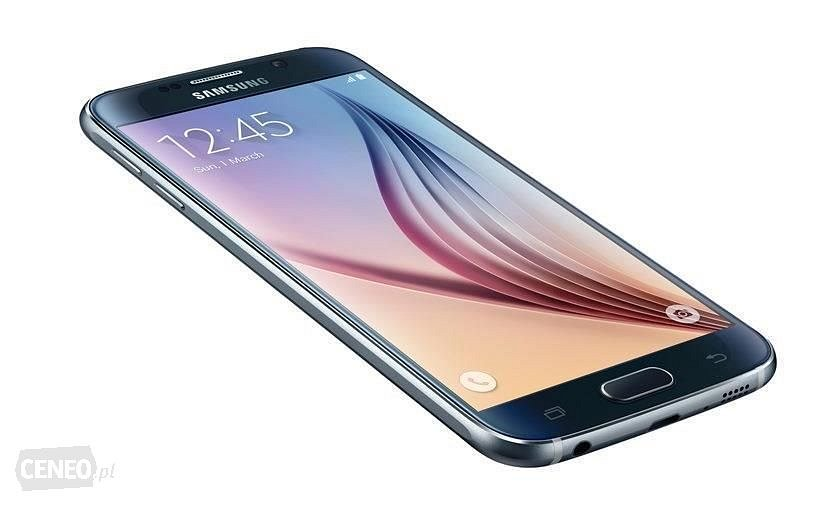 SAMSUNG
12:45
Sun, 1 March
CENEO.pl